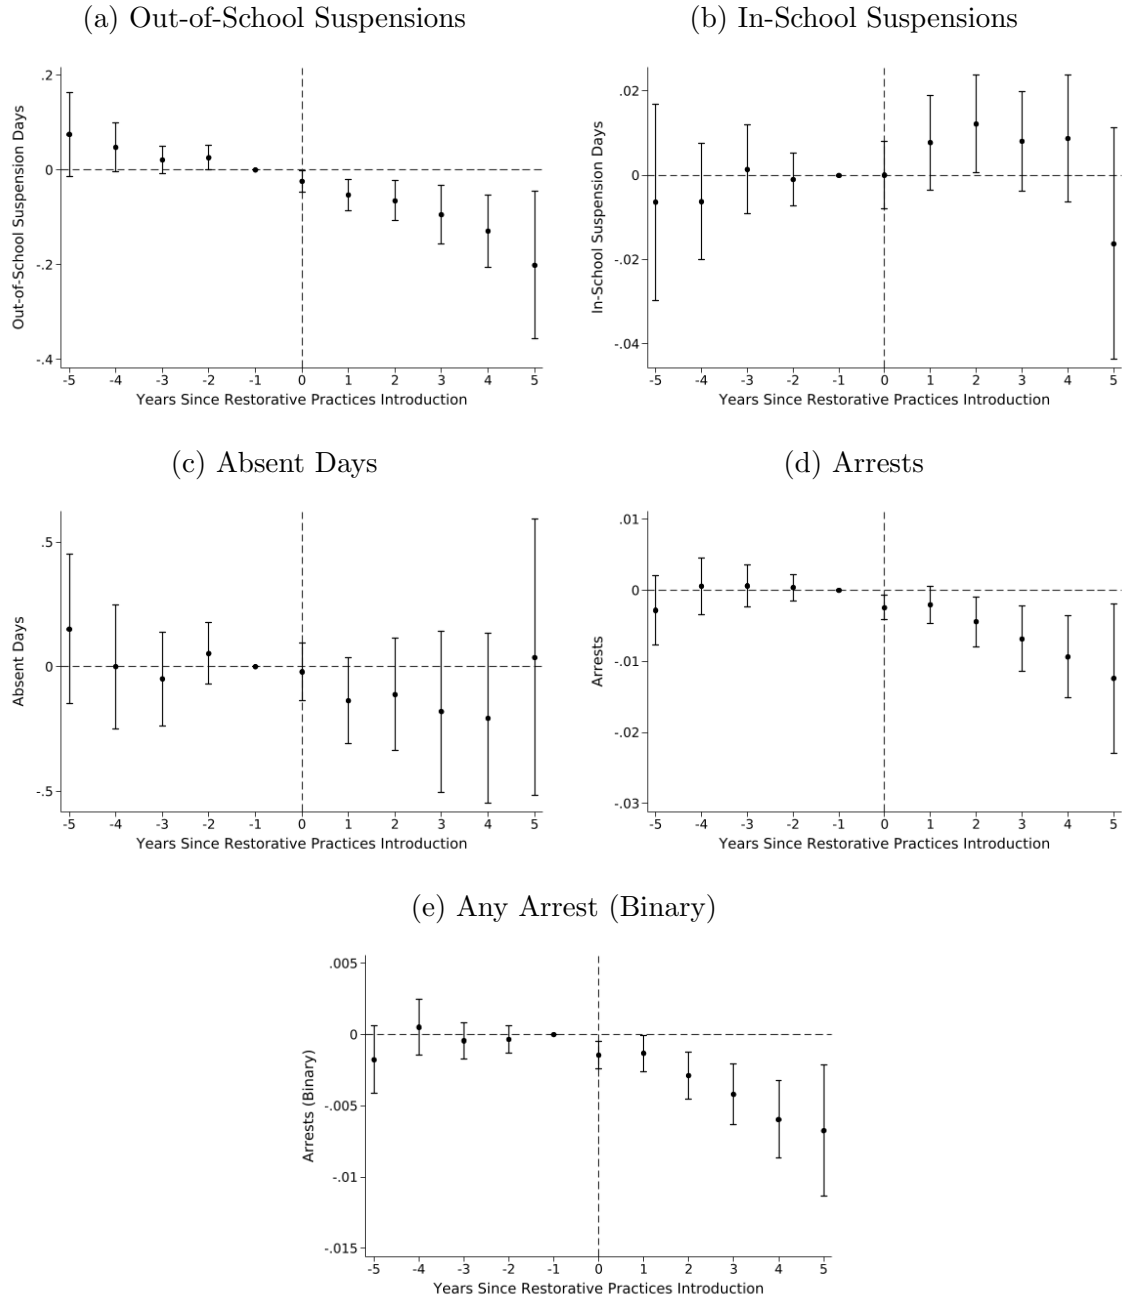 (a) Out-of-School Suspensions
.2
0
-.2
-.4
Out-of-School Suspension Days
-5 -4 -3 -2 -1 0 1 2 3 4 5
Years Since Restorative Practices Introduction
(b) In-School Suspensions
.02
0
-.02
-.04
In-School Suspension Days
-5 -4 -3 -2 -1 0 1 2 3 4 5
Years Since Restorative Practices Introduction
(c) Absent Days
.5
0
-.5
Absent Days
-5 -4 -3 -2 -1 0 1 2 3 4 5
Years Since Restorative Practices Introduction
(d) Arrests
.01
0
-.01
-.02
-.03
Arrests
-5 -4 -3 -2 -1 0 1 2 3 4 5
Years Since Restorative Practices Introduction
(e) Any Arrest (Binary)
.005
0
-.005
-.01
-.015
Arrests (Binary)
-5 -4 -3 -2 -1 0 1 2 3 4 5
Years Since Restorative Practices Introduction